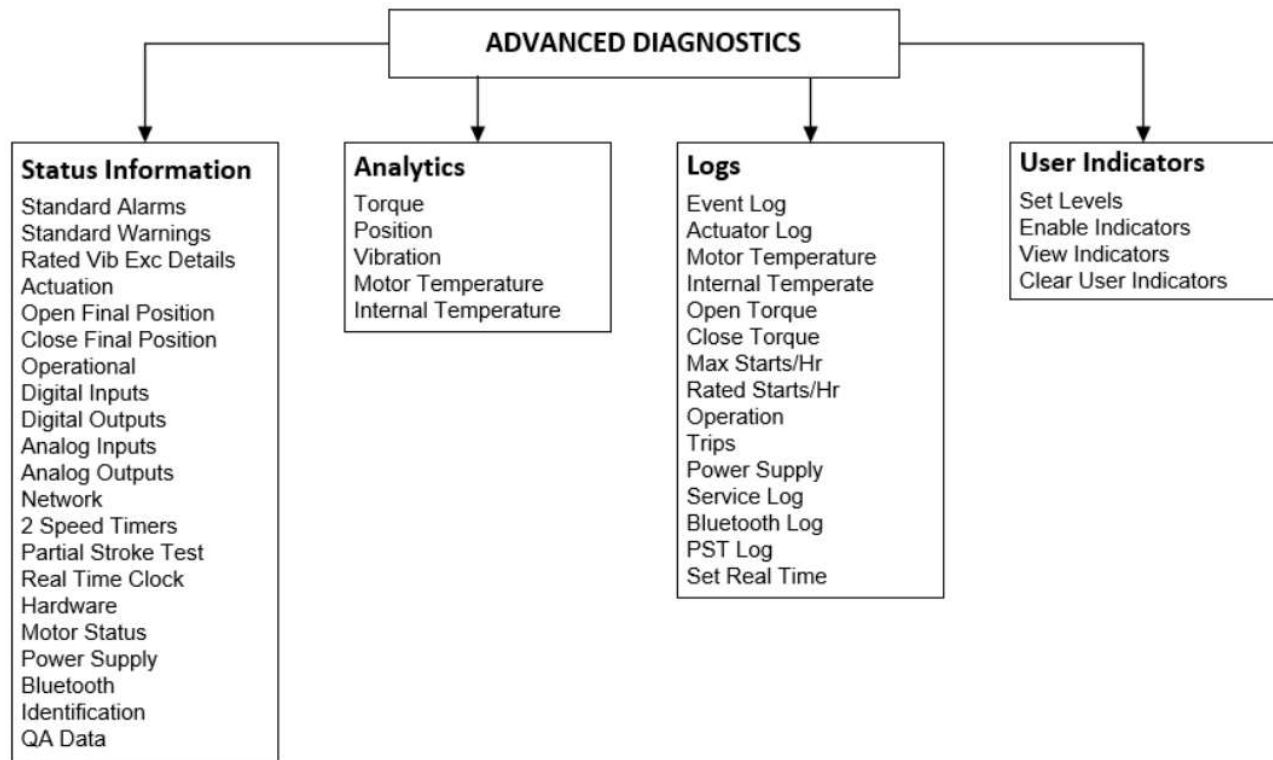 ADVANCED DIAGNOSTICS
Status Information
Standard Alarms
Standard Warnings
Rated Vib Exc Details
Actuation
Open Final Position
Close Final Position
Operational
Digital Inputs
Digital Outputs
Analog Inputs
Analog Outputs
Network
2 Speed Timers
Partial Stroke Test
Real Time Clock
Hardware
Motor Status
Power Supply
Bluetooth
Identification
QA Data
Analytics
Torque
Position
Vibration
Motor Temperature
Internal Temperature
Logs
Event Log
Actuator Log
Motor Temperature
Internal Temperate
Open Torque
Close Torque
Max Starts/Hr
Rated Starts/Hr
Operation
Trips
Power Supply
Service Log
Bluetooth Log
PST Log
Set Real Time
User Indicators
Set Levels
Enable Indicators
View Indicators
Clear User Indicators